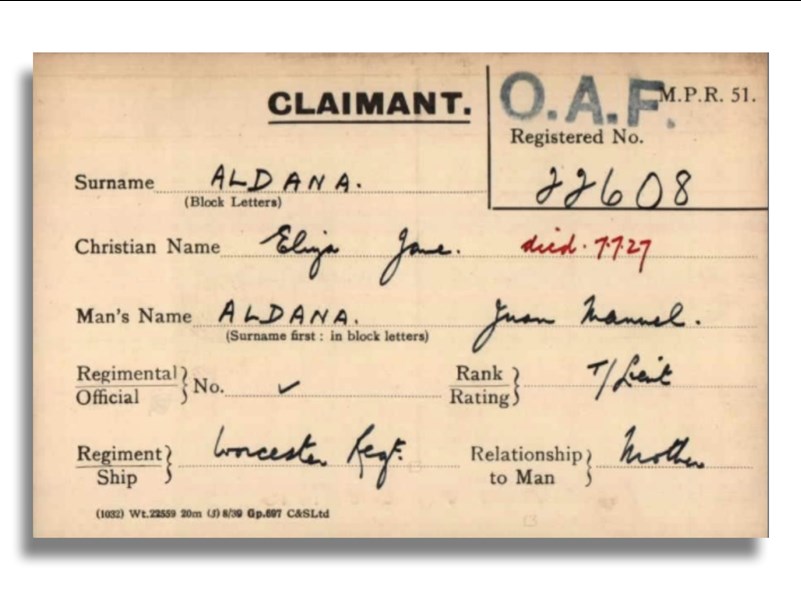 O.A.F. M.P.R. 51.
CLAIMANT.
Registered No.
22608
Surname ALDANA.
(Block Letters)
Christian Name Eliza Jane. died. 7.7.27
Man's Name ALDANA. Juan Manuel.
(Surname first: in block letters)
Regimental Official } No. ✓ Rank Rating } T/Lieut
Regiment Ship } Worcester Regt. Relationship to Man } Mother
(1032) Wt.22559 20m (J) 8/39 Gp.697 C&SLtd